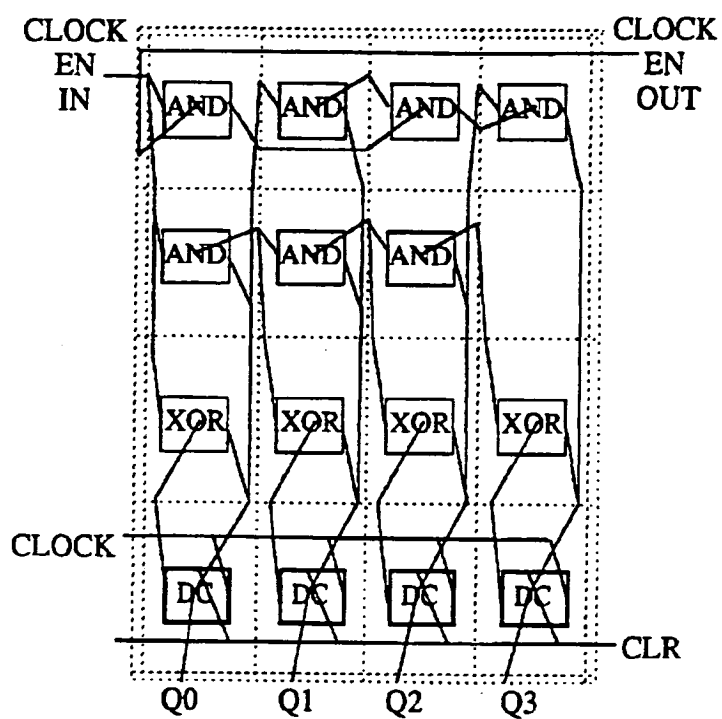 CLOCK EN IN
CLOCK EN OUT
AND AND AND AND
AND AND AND
XOR XOR XOR XOR
CLOCK
DC DC DC DC
CLR
Q0 Q1 Q2 Q3